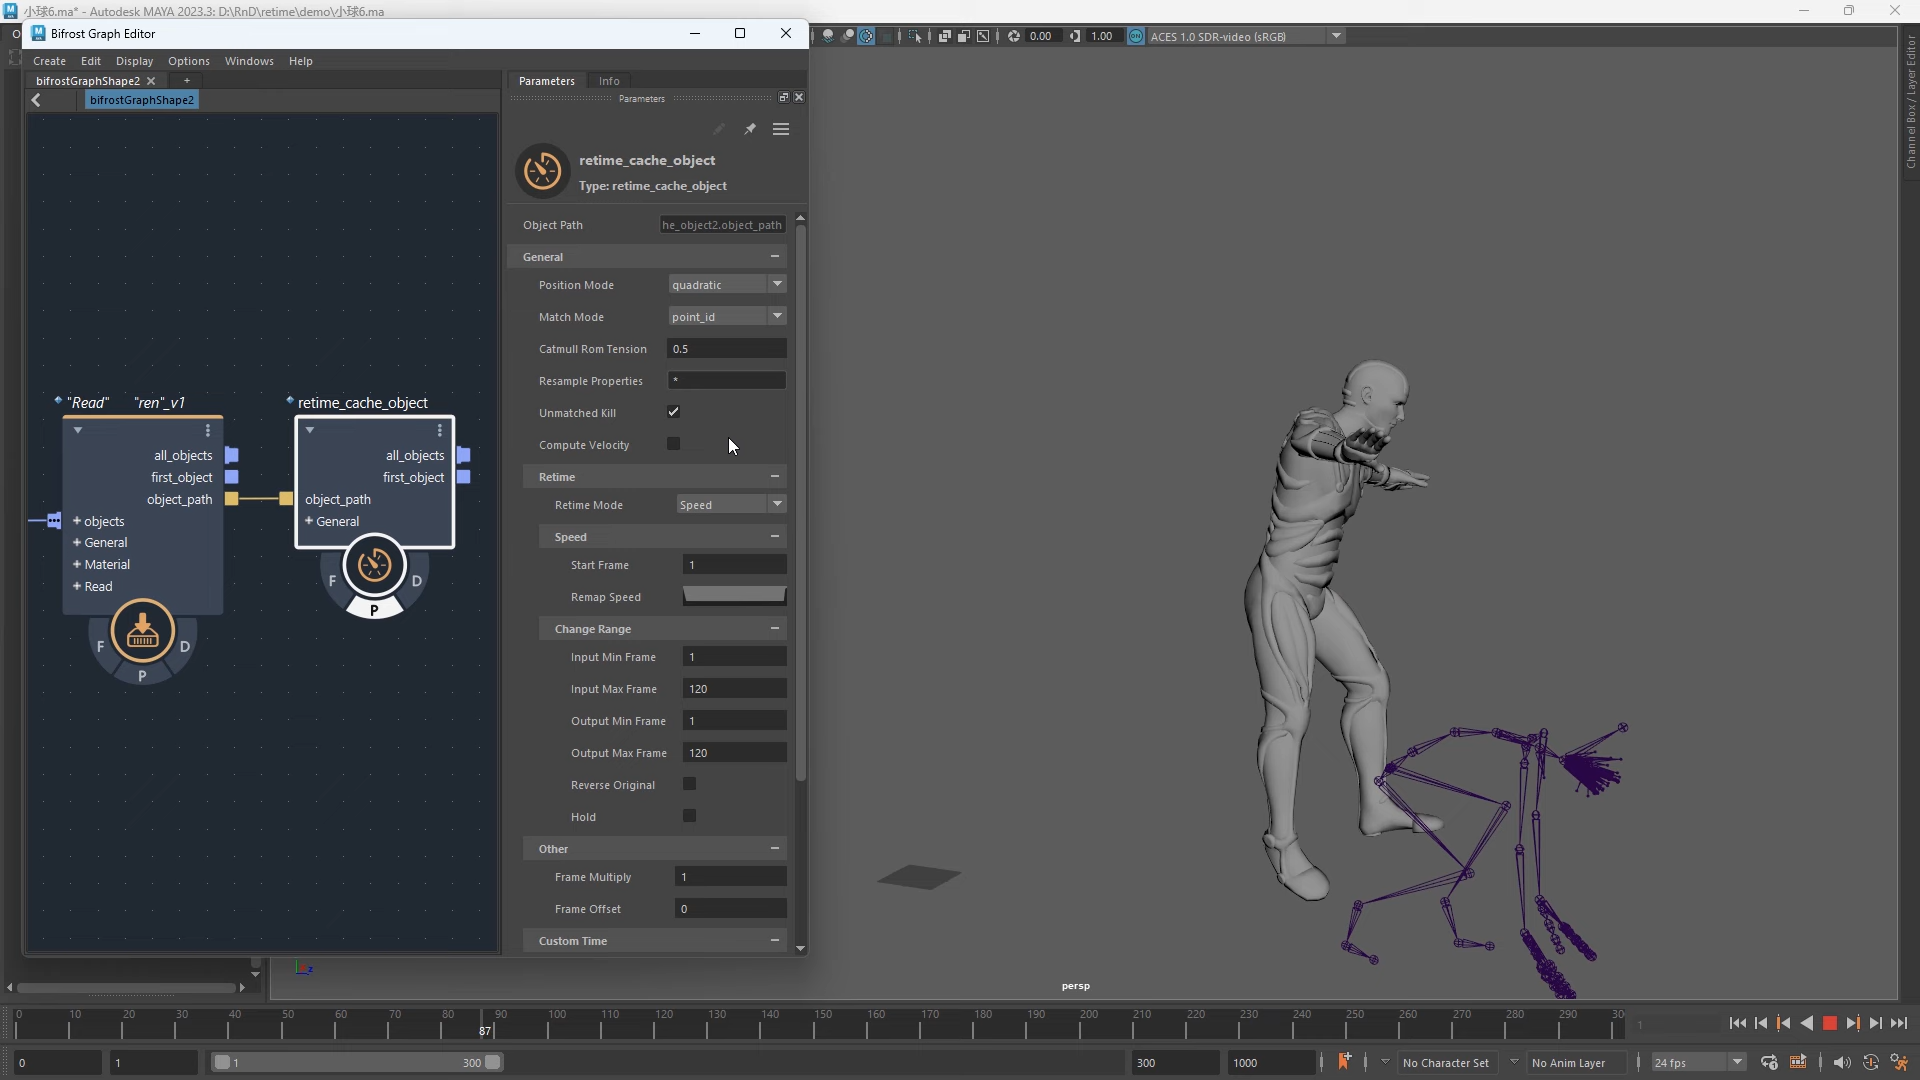 小球6.ma* - Autodesk MAYA 2023.3: D:\RnD\retime\demo\小球6.ma
Bifrost Graph Editor
Create Edit Display Options Windows Help
bifrostGraphShape2
+
bifrostGraphShape2
Parameters Info
Parameters
retime_cache_object
Type: retime_cache_object
Object Path he_object2.object_path
General
Position Mode quadratic
Match Mode point_id
Catmull Rom Tension 0.5
Resample Properties *
Unmatched Kill
Compute Velocity
Retime
Retime Mode Speed
Speed
Start Frame 1
Remap Speed
Change Range
Input Min Frame 1
Input Max Frame 120
Output Min Frame 1
Output Max Frame 120
Reverse Original
Hold
Other
Frame Multiply 1
Frame Offset 0
Custom Time
"Read" "ren"_v1
all_objects
first_object
object_path
+ objects
+ General
+ Material
+ Read
F P D
retime_cache_object
all_objects
first_object
object_path
+ General
F P D
0.00 1.00 ON ACES 1.0 SDR-video (sRGB)
Channel Box / Layer Editor
persp
0 10 20 30 40 50 60 70 80 90 100 110 120 130 140 150 160 170 180 190 200 210 220 230 240 250 260 270 280 290 30
87
1
0 1 1 300 300 1000 No Character Set No Anim Layer 24 fps